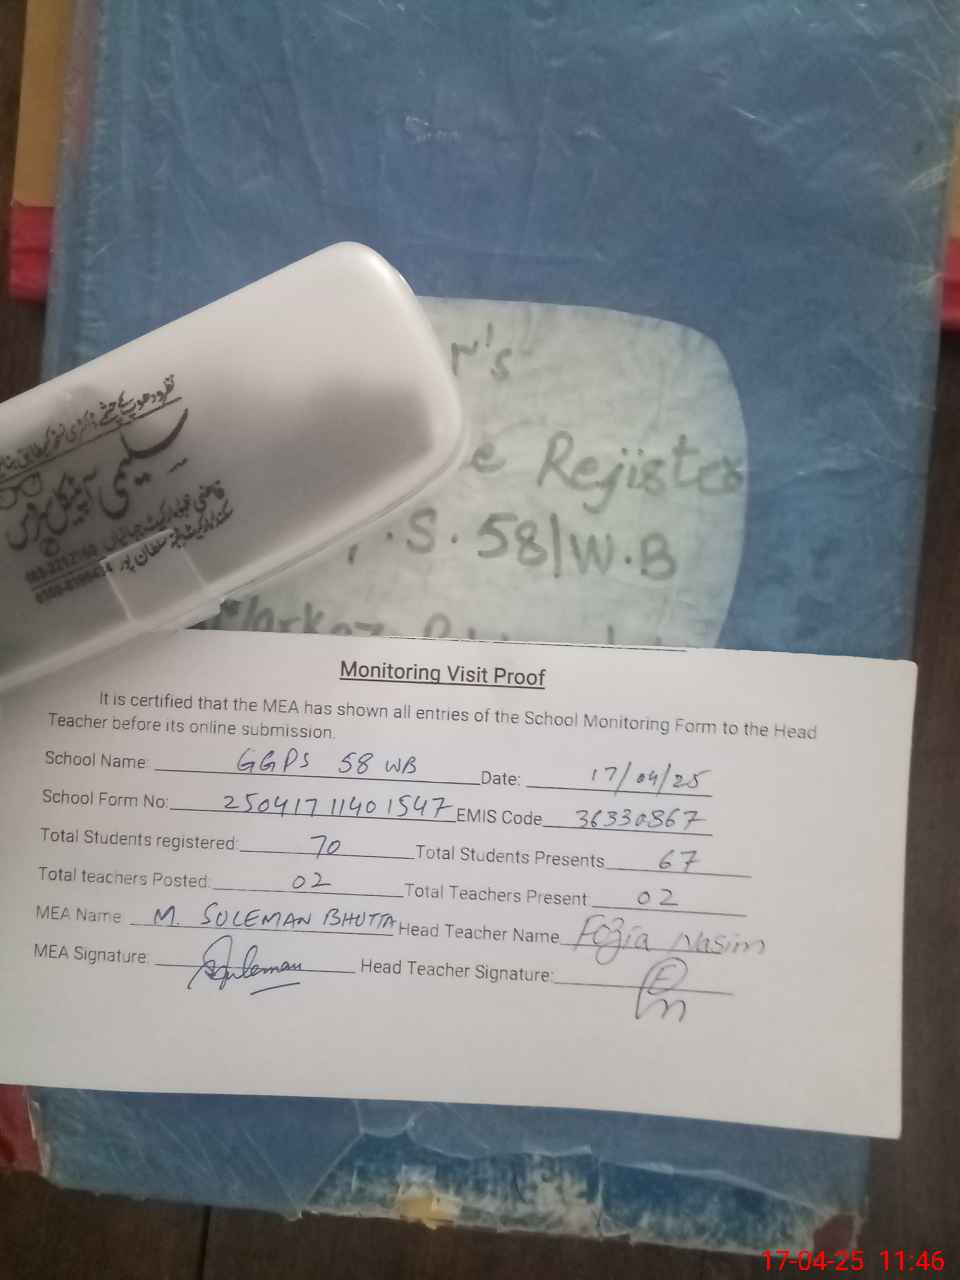 r's
e Rejister
.S. 58/W.B
Markaz
سلیمی آپٹیکل سروس
Monitoring Visit Proof
It is certified that the MEA has shown all entries of the School Monitoring Form to the Head
Teacher before its online submission.
School Name: GGPS 58 WB Date: 17/04/25
School Form No: 2504171140 1547 EMIS Code 36330867
Total Students registered: 70 Total Students Presents 67
Total teachers Posted: 02 Total Teachers Present 02
MEA Name M. SULEMAN BHUTTA Head Teacher Name Fozia Nasim
MEA Signature: Suleman Head Teacher Signature:
17-04-25 11:46